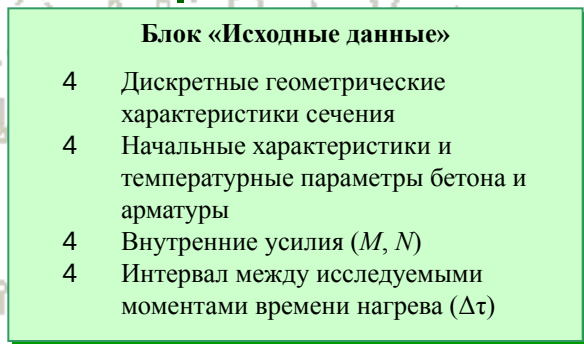 Блок «Исходные данные»
4 Дискретные геометрические
характеристики сечения
4 Начальные характеристики и
температурные параметры бетона и
арматуры
4 Внутренние усилия (M, N)
4 Интервал между исследуемыми
моментами времени нагрева (Δτ)